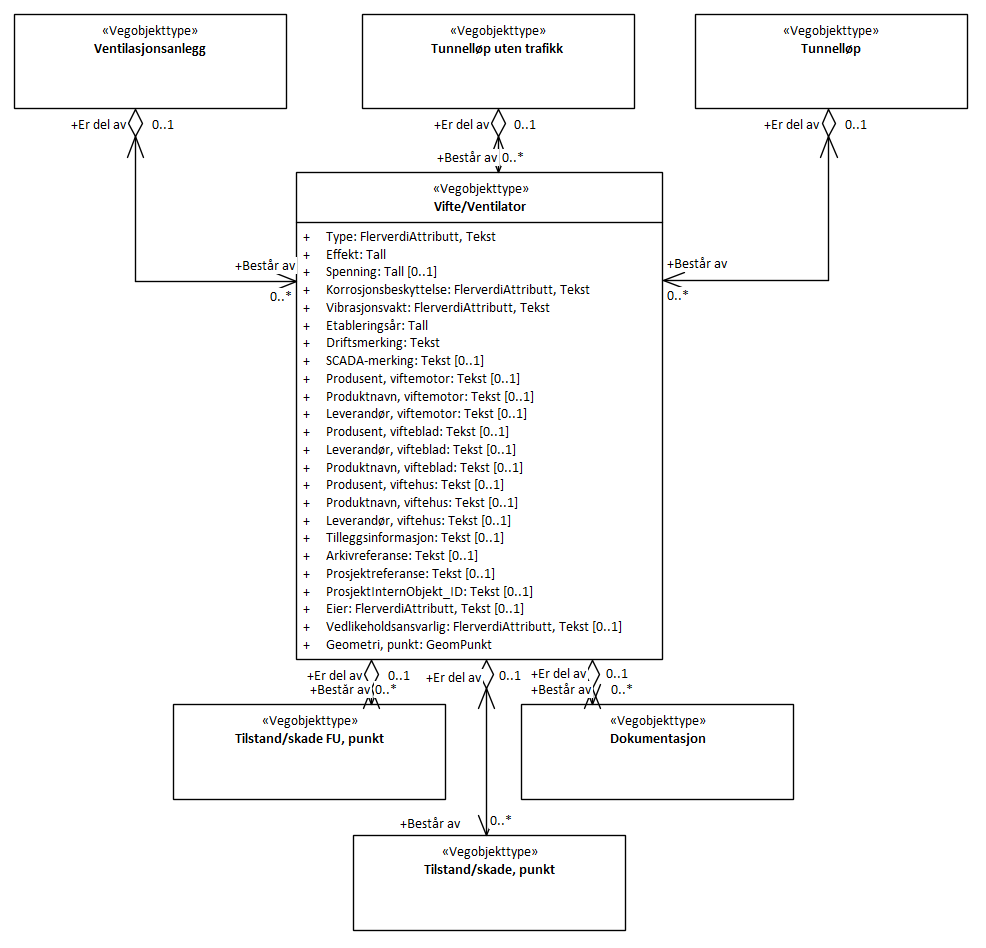 «Vegobjekttype»
Ventilasjonsanlegg
«Vegobjekttype»
Tunnelløp uten trafikk
«Vegobjekttype»
Tunnelløp
+Er del av 0..1
+Er del av 0..1
+Er del av 0..1
+Består av 0..*
+Består av
0..*
+Består av
0..*
«Vegobjekttype»
Vifte/Ventilator
+ Type: FlerverdiAttributt, Tekst
+ Effekt: Tall
+ Spenning: Tall [0..1]
+ Korrosjonsbeskyttelse: FlerverdiAttributt, Tekst
+ Vibrasjonsvakt: FlerverdiAttributt, Tekst
+ Etableringsår: Tall
+ Driftsmerking: Tekst
+ SCADA-merking: Tekst [0..1]
+ Produsent, viftemotor: Tekst [0..1]
+ Produktnavn, viftemotor: Tekst [0..1]
+ Leverandør, viftemotor: Tekst [0..1]
+ Produsent, vifteblad: Tekst [0..1]
+ Leverandør, vifteblad: Tekst [0..1]
+ Produktnavn, vifteblad: Tekst [0..1]
+ Produsent, viftehus: Tekst [0..1]
+ Produktnavn, viftehus: Tekst [0..1]
+ Leverandør, viftehus: Tekst [0..1]
+ Tilleggsinformasjon: Tekst [0..1]
+ Arkivreferanse: Tekst [0..1]
+ Prosjektreferanse: Tekst [0..1]
+ ProsjektInternObjekt_ID: Tekst [0..1]
+ Eier: FlerverdiAttributt, Tekst [0..1]
+ Vedlikeholdsansvarlig: FlerverdiAttributt, Tekst [0..1]
+ Geometri, punkt: GeomPunkt
+Er del av 0..1
+Består av 0..*
+Er del av 0..1
+Er del av 0..1
+Består av 0..*
«Vegobjekttype»
Tilstand/skade FU, punkt
«Vegobjekttype»
Dokumentasjon
+Består av 0..*
«Vegobjekttype»
Tilstand/skade, punkt